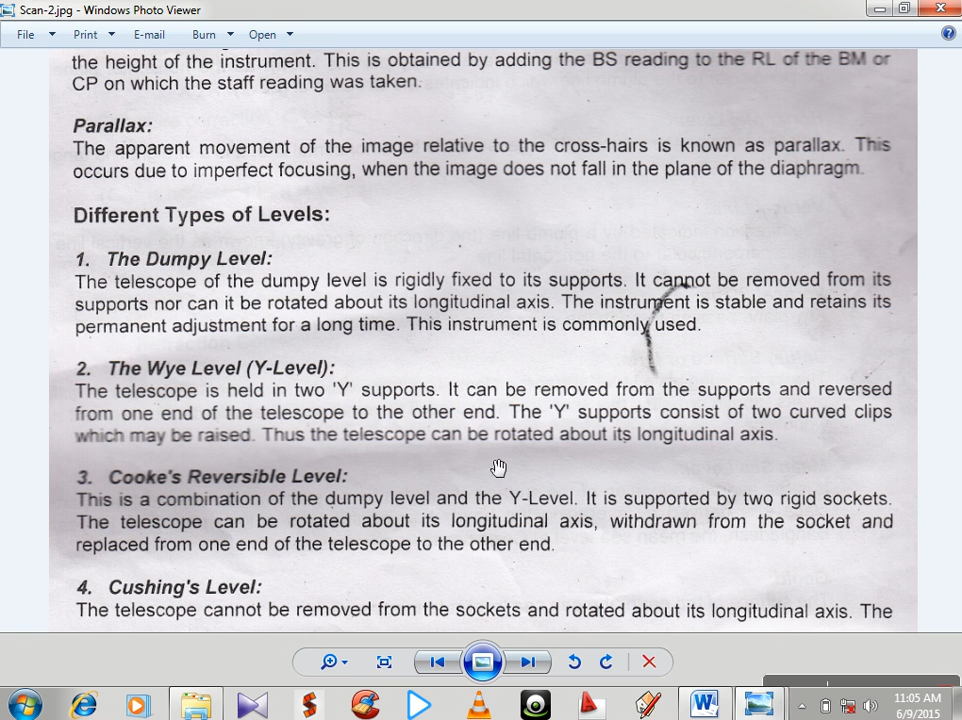 Scan-2.jpg - Windows Photo Viewer
File Print E-mail Burn Open
the height of the instrument. This is obtained by adding the BS reading to the RL of the BM or
CP on which the staff reading was taken.
Parallax:
The apparent movement of the image relative to the cross-hairs is known as parallax. This
occurs due to imperfect focusing, when the image does not fall in the plane of the diaphragm.
Different Types of Levels:
1. The Dumpy Level:
The telescope of the dumpy level is rigidly fixed to its supports. It cannot be removed from its
supports nor can it be rotated about its longitudinal axis. The instrument is stable and retains its
permanent adjustment for a long time. This instrument is commonly used.
2. The Wye Level (Y-Level):
The telescope is held in two 'Y' supports. It can be removed from the supports and reversed
from one end of the telescope to the other end. The 'Y' supports consist of two curved clips
which may be raised. Thus the telescope can be rotated about its longitudinal axis.
3. Cooke's Reversible Level:
This is a combination of the dumpy level and the Y-Level. It is supported by two rigid sockets.
The telescope can be rotated about its longitudinal axis, withdrawn from the socket and
replaced from one end of the telescope to the other end.
4. Cushing's Level:
The telescope cannot be removed from the sockets and rotated about its longitudinal axis. The
11:05 AM
6/9/2015